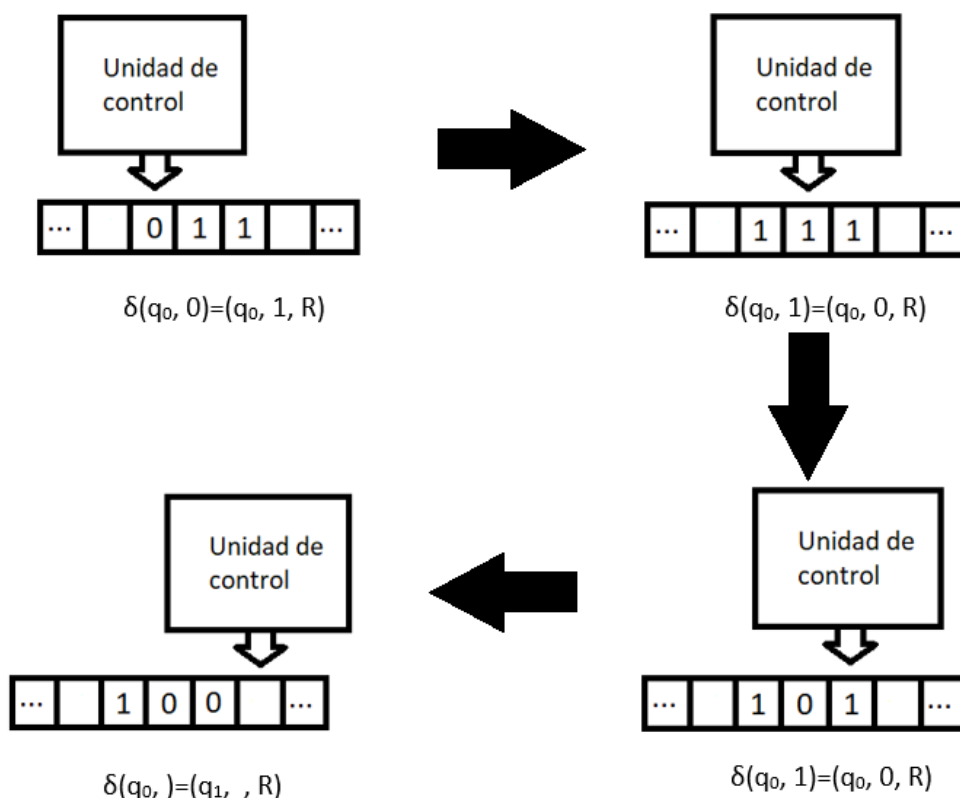 Unidad de
control
... 0 1 1 ...
δ(q₀, 0)=(q₀, 1, R)
Unidad de
control
... 1 1 1 ...
δ(q₀, 1)=(q₀, 0, R)
Unidad de
control
... 1 0 1 ...
δ(q₀, 1)=(q₀, 0, R)
Unidad de
control
... 1 0 0 ...
δ(q₀, )=(q₁, , R)